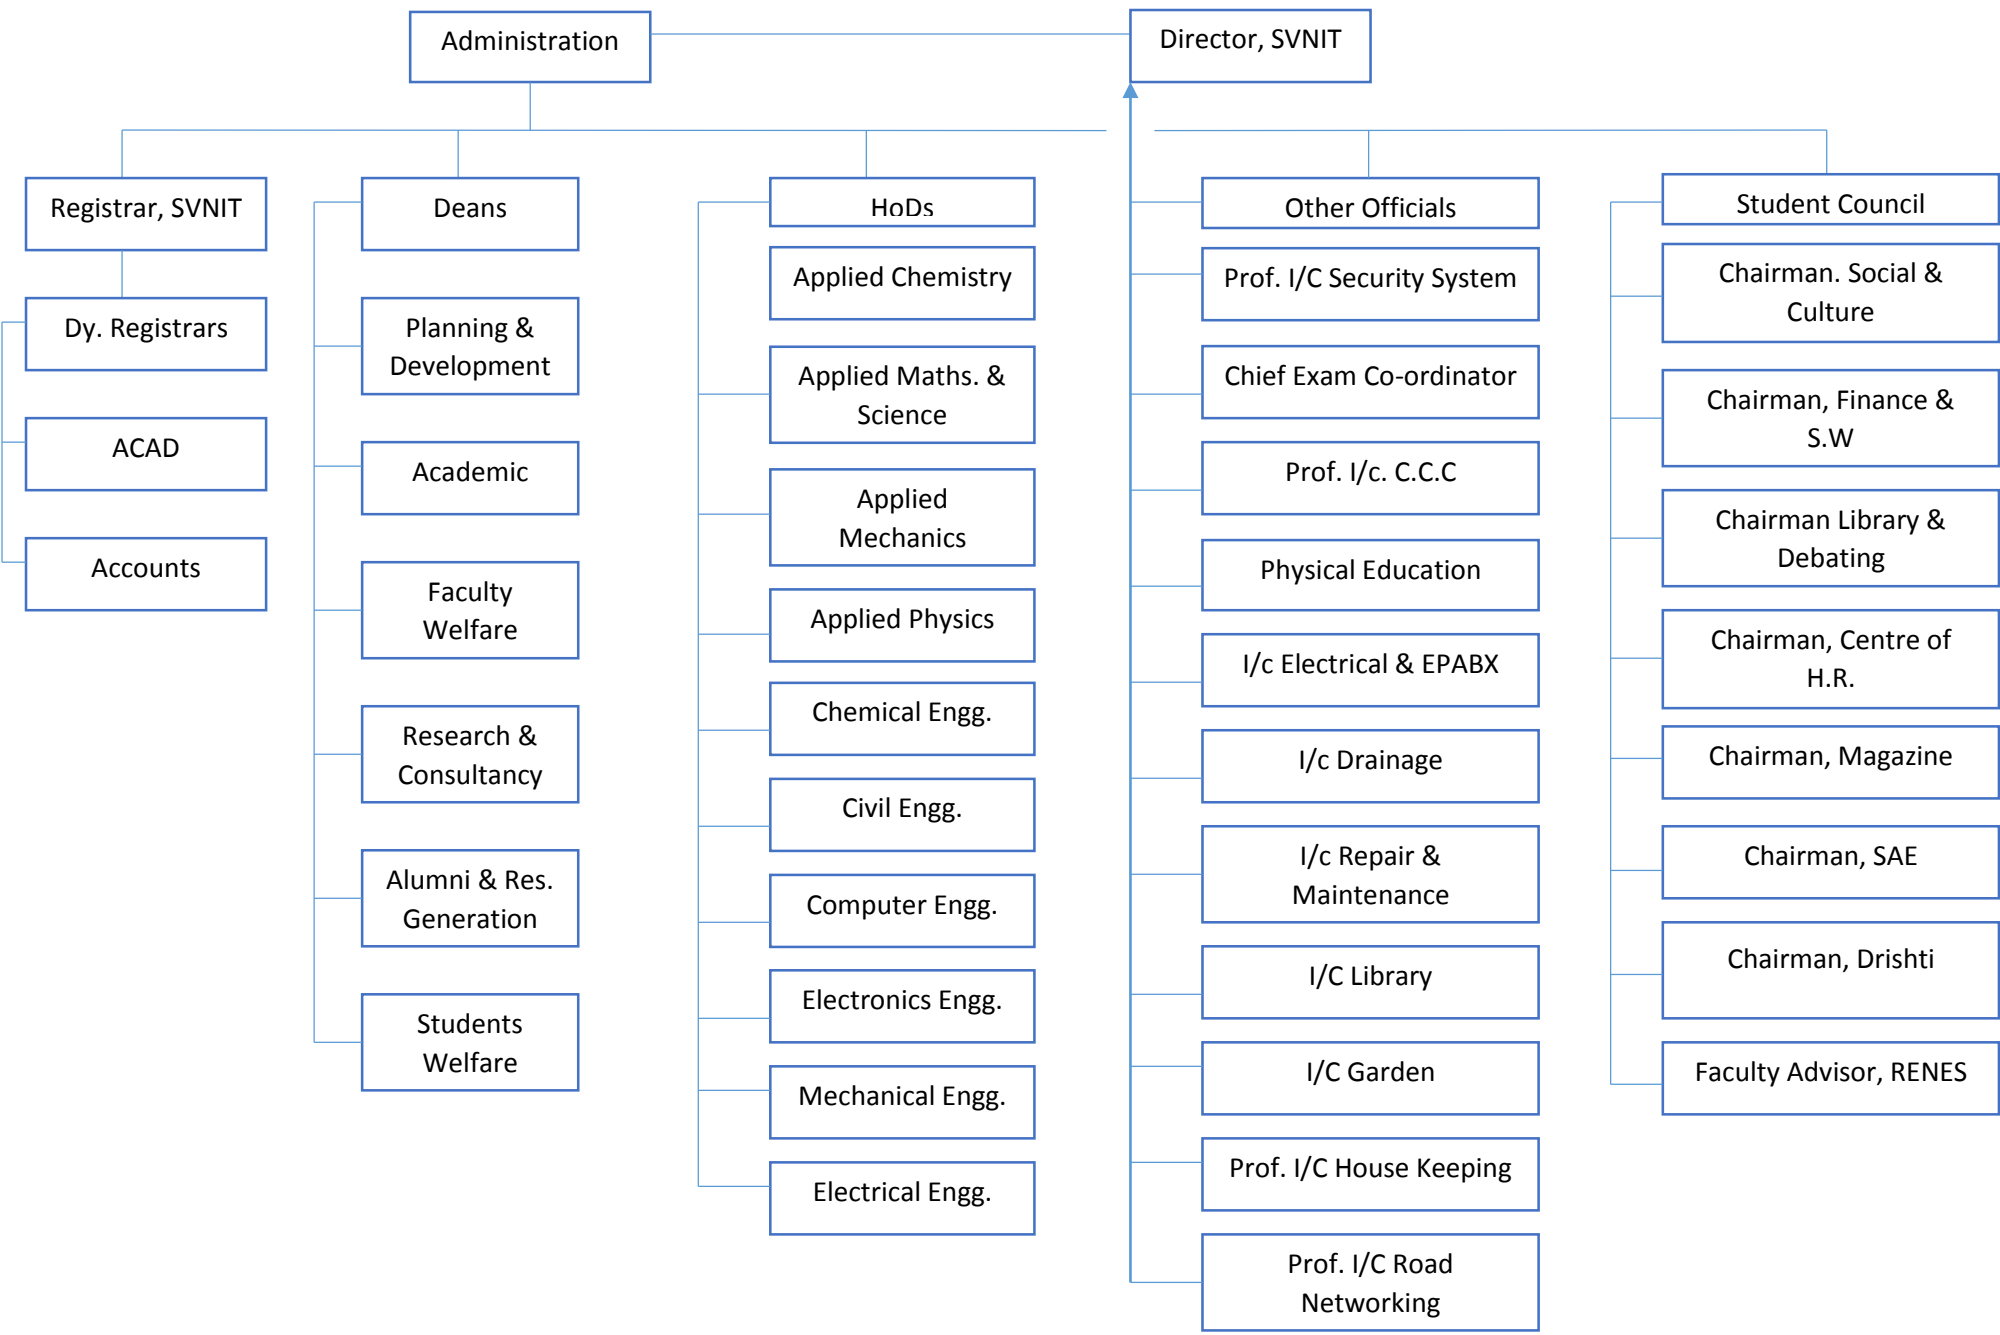 Administration
Director, SVNIT
Registrar, SVNIT
Dy. Registrars
ACAD
Accounts
Deans
Planning &
Development
Academic
Faculty
Welfare
Research &
Consultancy
Alumni & Res.
Generation
Students
Welfare
HoDs
Applied Chemistry
Applied Maths. &
Science
Applied
Mechanics
Applied Physics
Chemical Engg.
Civil Engg.
Computer Engg.
Electronics Engg.
Mechanical Engg.
Electrical Engg.
Other Officials
Prof. I/C Security System
Chief Exam Co-ordinator
Prof. I/c. C.C.C
Physical Education
I/c Electrical & EPABX
I/c Drainage
I/c Repair &
Maintenance
I/C Library
I/C Garden
Prof. I/C House Keeping
Prof. I/C Road
Networking
Student Council
Chairman. Social &
Culture
Chairman, Finance &
S.W
Chairman Library &
Debating
Chairman, Centre of
H.R.
Chairman, Magazine
Chairman, SAE
Chairman, Drishti
Faculty Advisor, RENES